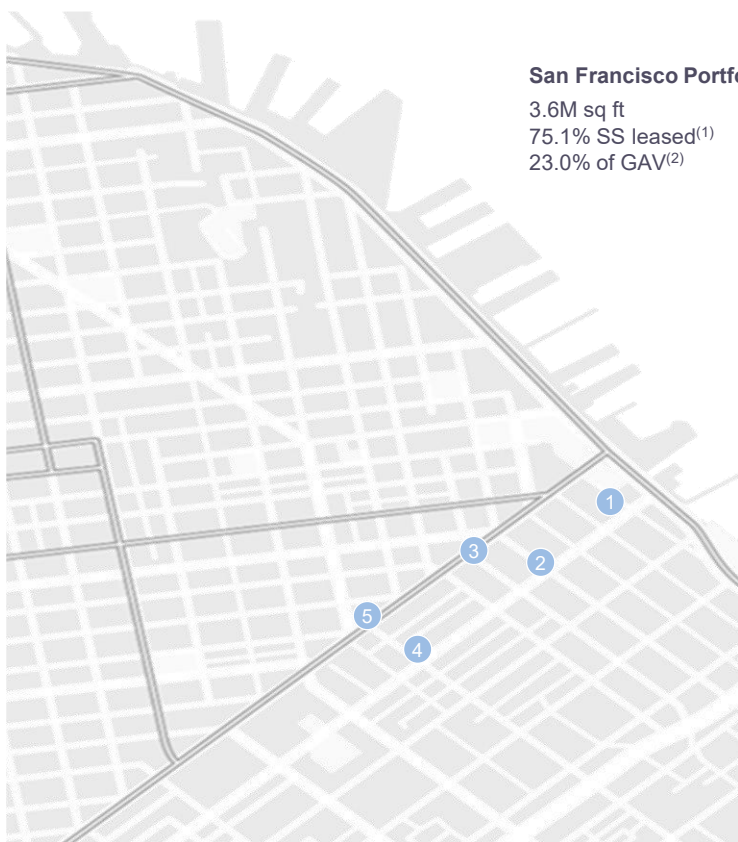 San Francisco
3.6M sq ft
75.1% SS leased(1)
23.0% of GAV(2)
1
3
2
5
4